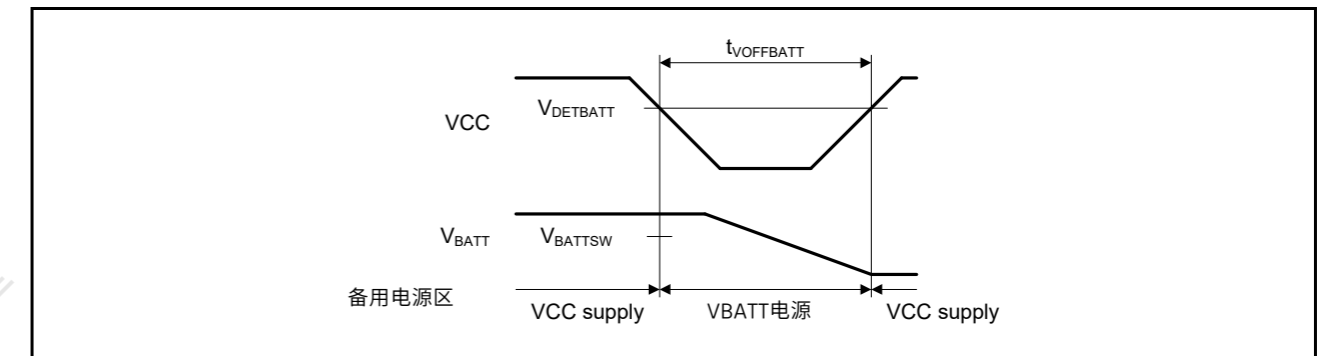 tVOFFBATT
VCC VDETBATT
VBATT VBATTSW
备用电源区 VCC supply VBATT电源 VCC supply